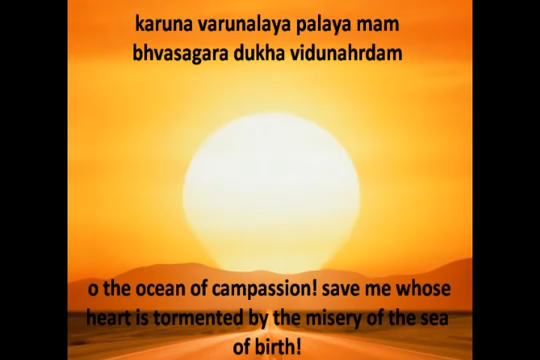 karuna varunalaya palaya mam
bhvasagara dukha vidunahrdam
o the ocean of campassion! save me whose
heart is tormented by the misery of the sea
of birth!